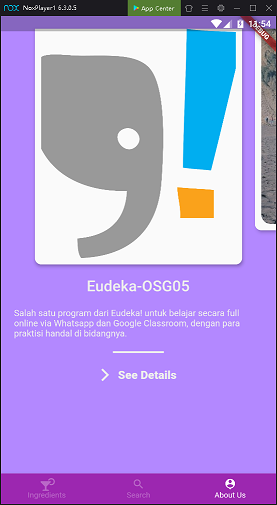 nox NoxPlayer1 6.3.0.5 App Center
13:54
DEBUG
Eudeka-OSG05
Salah satu program dari Eudeka! untuk belajar secara full
online via Whatsapp dan Google Classroom, dengan para
praktisi handal di bidangnya.
See Details
Ingredients Search About Us